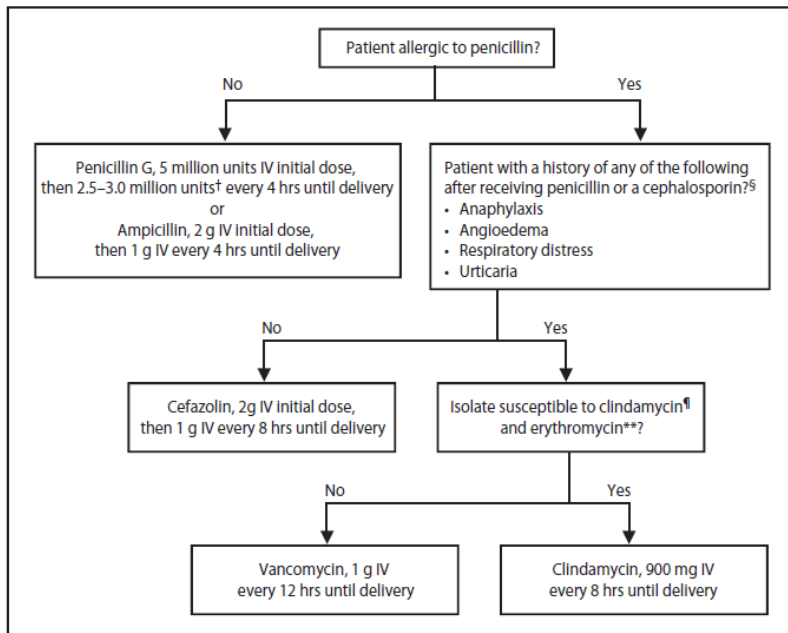 Patient allergic to penicillin?
No
Yes
Penicillin G, 5 million units IV initial dose,
then 2.5–3.0 million units† every 4 hrs until delivery
or
Ampicillin, 2 g IV initial dose,
then 1 g IV every 4 hrs until delivery
Patient with a history of any of the following
after receiving penicillin or a cephalosporin?§
• Anaphylaxis
• Angioedema
• Respiratory distress
• Urticaria
No
Yes
Cefazolin, 2g IV initial dose,
then 1 g IV every 8 hrs until delivery
Isolate susceptible to clindamycin¶
and erythromycin**?
No
Yes
Vancomycin, 1 g IV
every 12 hrs until delivery
Clindamycin, 900 mg IV
every 8 hrs until delivery